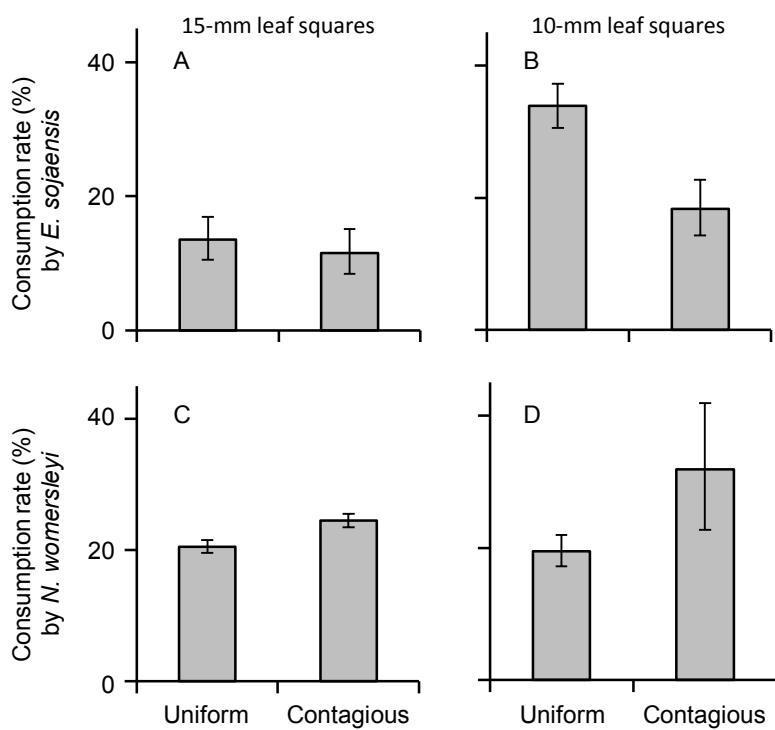 15-mm leaf squares
10-mm leaf squares
Consumption rate (%)
by E. sojaensis
40
20
0
A
B
Consumption rate (%)
by N. womersleyi
40
20
0
C
D
Uniform
Contagious
Uniform
Contagious